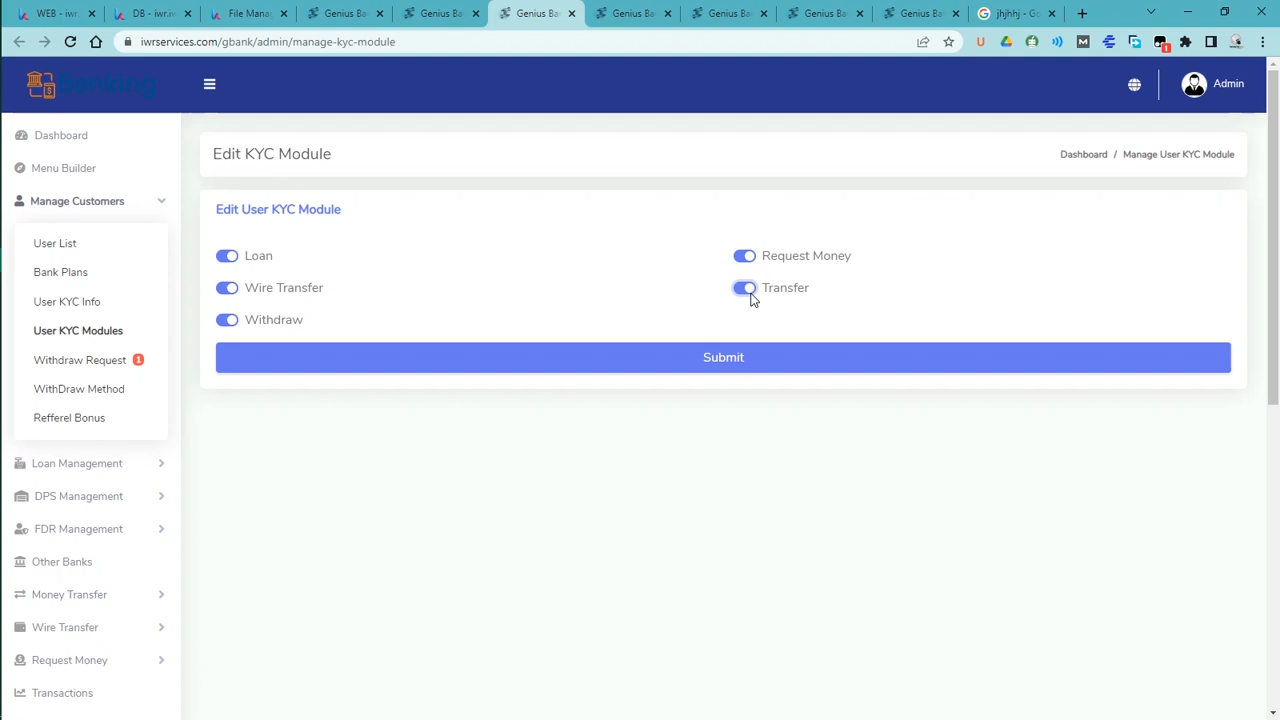 WEB - iwr
DB - iwr.iw
File Mana
Genius Ba
Genius Ba
Genius Ba
Genius Ba
Genius Ba
Genius Ba
Genius Ba
jhjhhj - Go
iwrservices.com/gbank/admin/manage-kyc-module
Banking
Admin
Dashboard
Menu Builder
Manage Customers
User List
Bank Plans
User KYC Info
User KYC Modules
Withdraw Request 1
WithDraw Method
Refferel Bonus
Loan Management
DPS Management
FDR Management
Other Banks
Money Transfer
Wire Transfer
Request Money
Transactions
Edit KYC Module
Dashboard / Manage User KYC Module
Edit User KYC Module
Loan
Request Money
Wire Transfer
Transfer
Withdraw
Submit